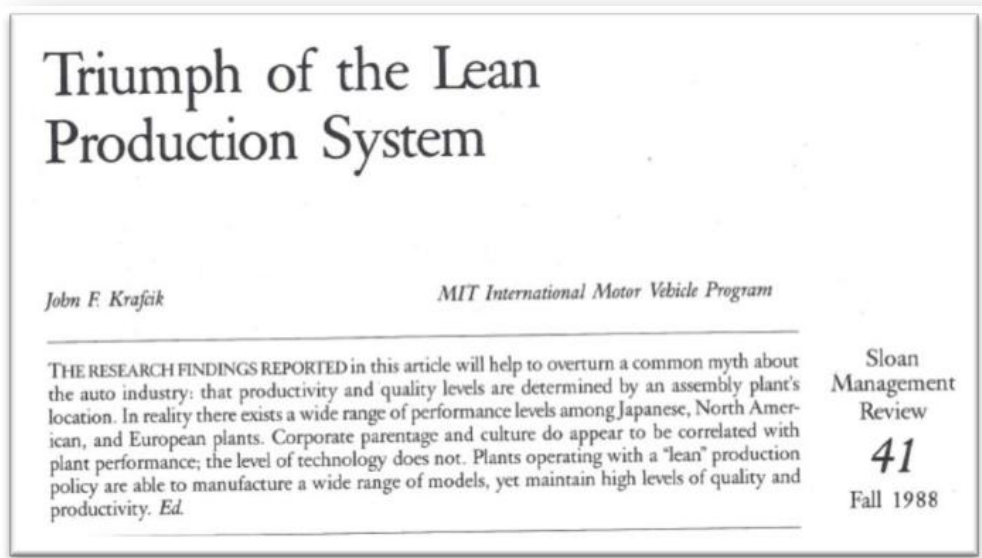 Triumph of the Lean
Production System
John F. Krafcik
MIT International Motor Vehicle Program
THE RESEARCH FINDINGS REPORTED in this article will help to overturn a common myth about
the auto industry: that productivity and quality levels are determined by an assembly plant's
location. In reality there exists a wide range of performance levels among Japanese, North Amer-
ican, and European plants. Corporate parentage and culture do appear to be correlated with
plant performance; the level of technology does not. Plants operating with a "lean" production
policy are able to manufacture a wide range of models, yet maintain high levels of quality and
productivity. Ed.
Sloan
Management
Review
41
Fall 1988